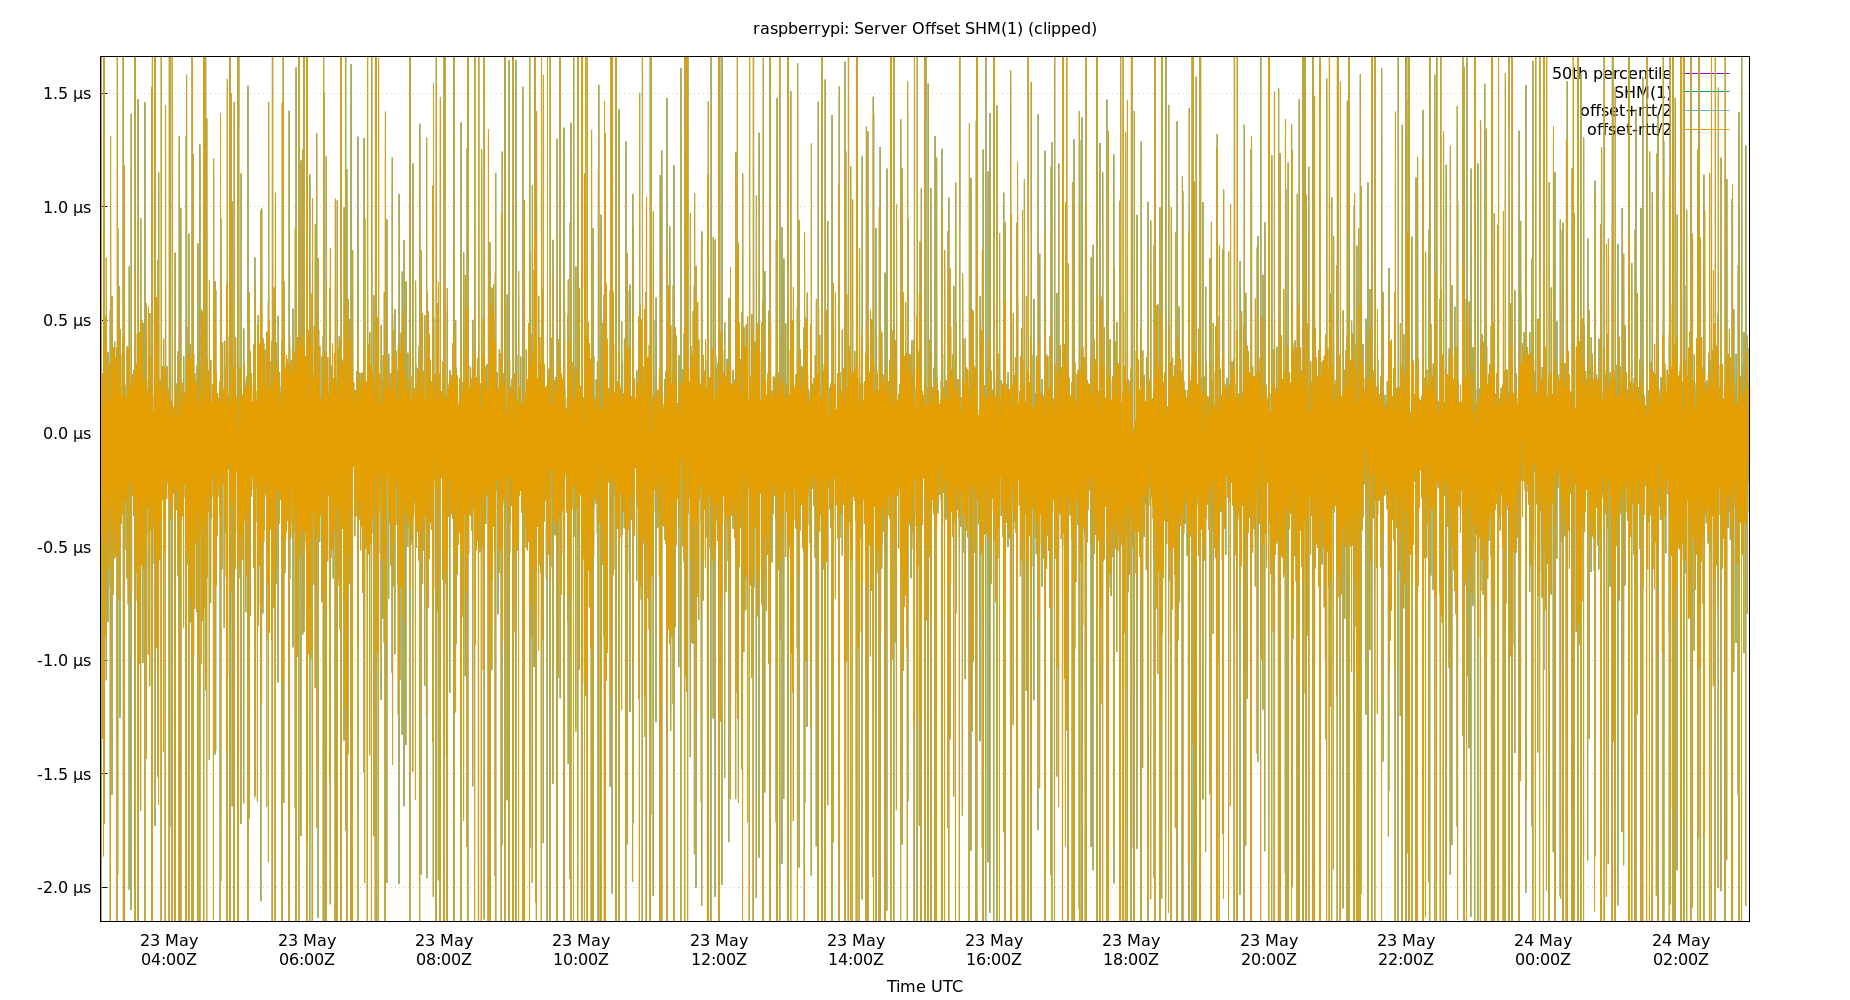 raspberrypi: Server Offset SHM(1) (clipped)
50th percentile
SHM(1)
offset+rtt/2
offset-rtt/2
1.5 µs
1.0 µs
0.5 µs
0.0 µs
-0.5 µs
-1.0 µs
-1.5 µs
-2.0 µs
23 May 23 May 23 May 23 May 23 May 23 May 23 May 23 May 23 May 23 May 24 May 24 May
04:00Z 06:00Z 08:00Z 10:00Z 12:00Z 14:00Z 16:00Z 18:00Z 20:00Z 22:00Z 00:00Z 02:00Z
Time UTC